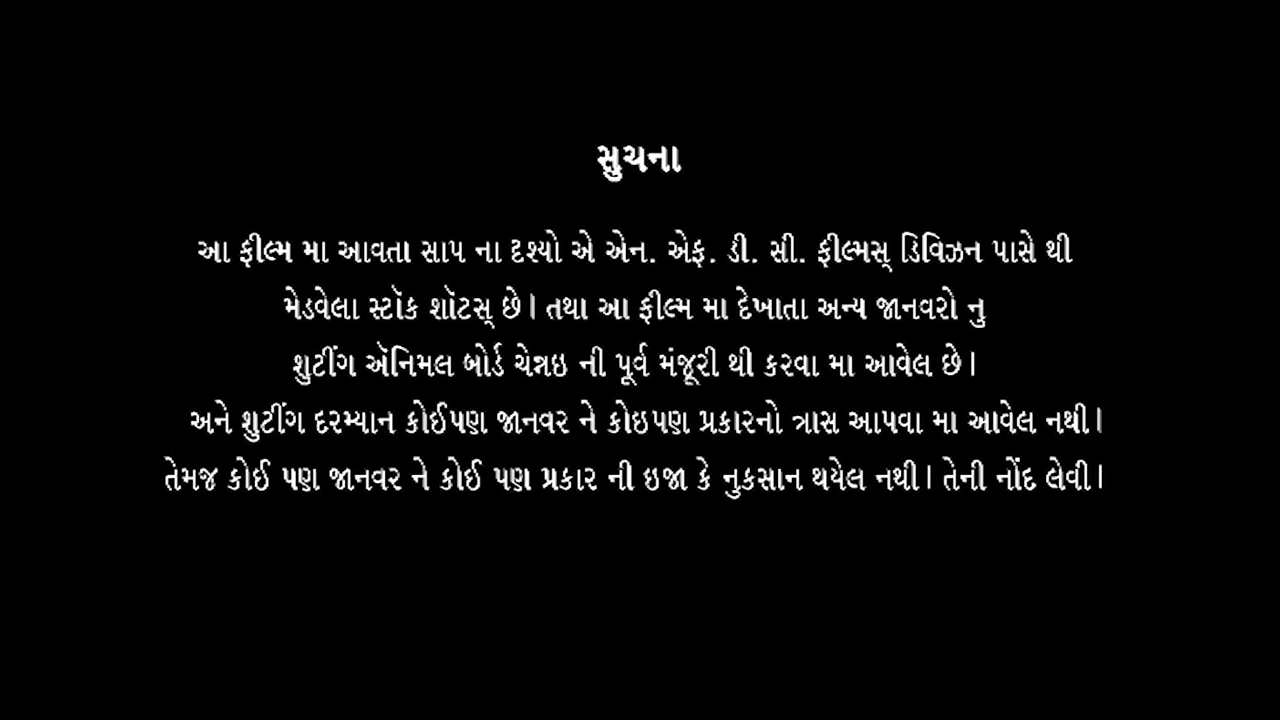 સુચના
આ ફીલ્મ મા આવતા સાપ ના દશ્યો એ એન. એફ. ડી. સી. ફીલ્મસ્ ડિવિઝન પાસે થી
મેડવેલા સ્ટૉક શૉટસ્ છે। તથા આ ફીલ્મ મા દેખાતા અન્ય જાનવરો નુ
શુટીંગ ઍનિમલ બોર્ડ ચેન્નઇ ની પૂર્વ મંજૂરી થી કરવા મા આવેલ છે।
અને શુટીંગ દરમ્યાન કોઈપણ જાનવર ને કોઇપણ પ્રકારનો ત્રાસ આપવા મા આવેલ નથી।
તેમજ કોઈ પણ જાનવર ને કોઈ પણ પ્રકાર ની ઇજા કે નુકસાન થયેલ નથી। તેની નોંદ લેવી।